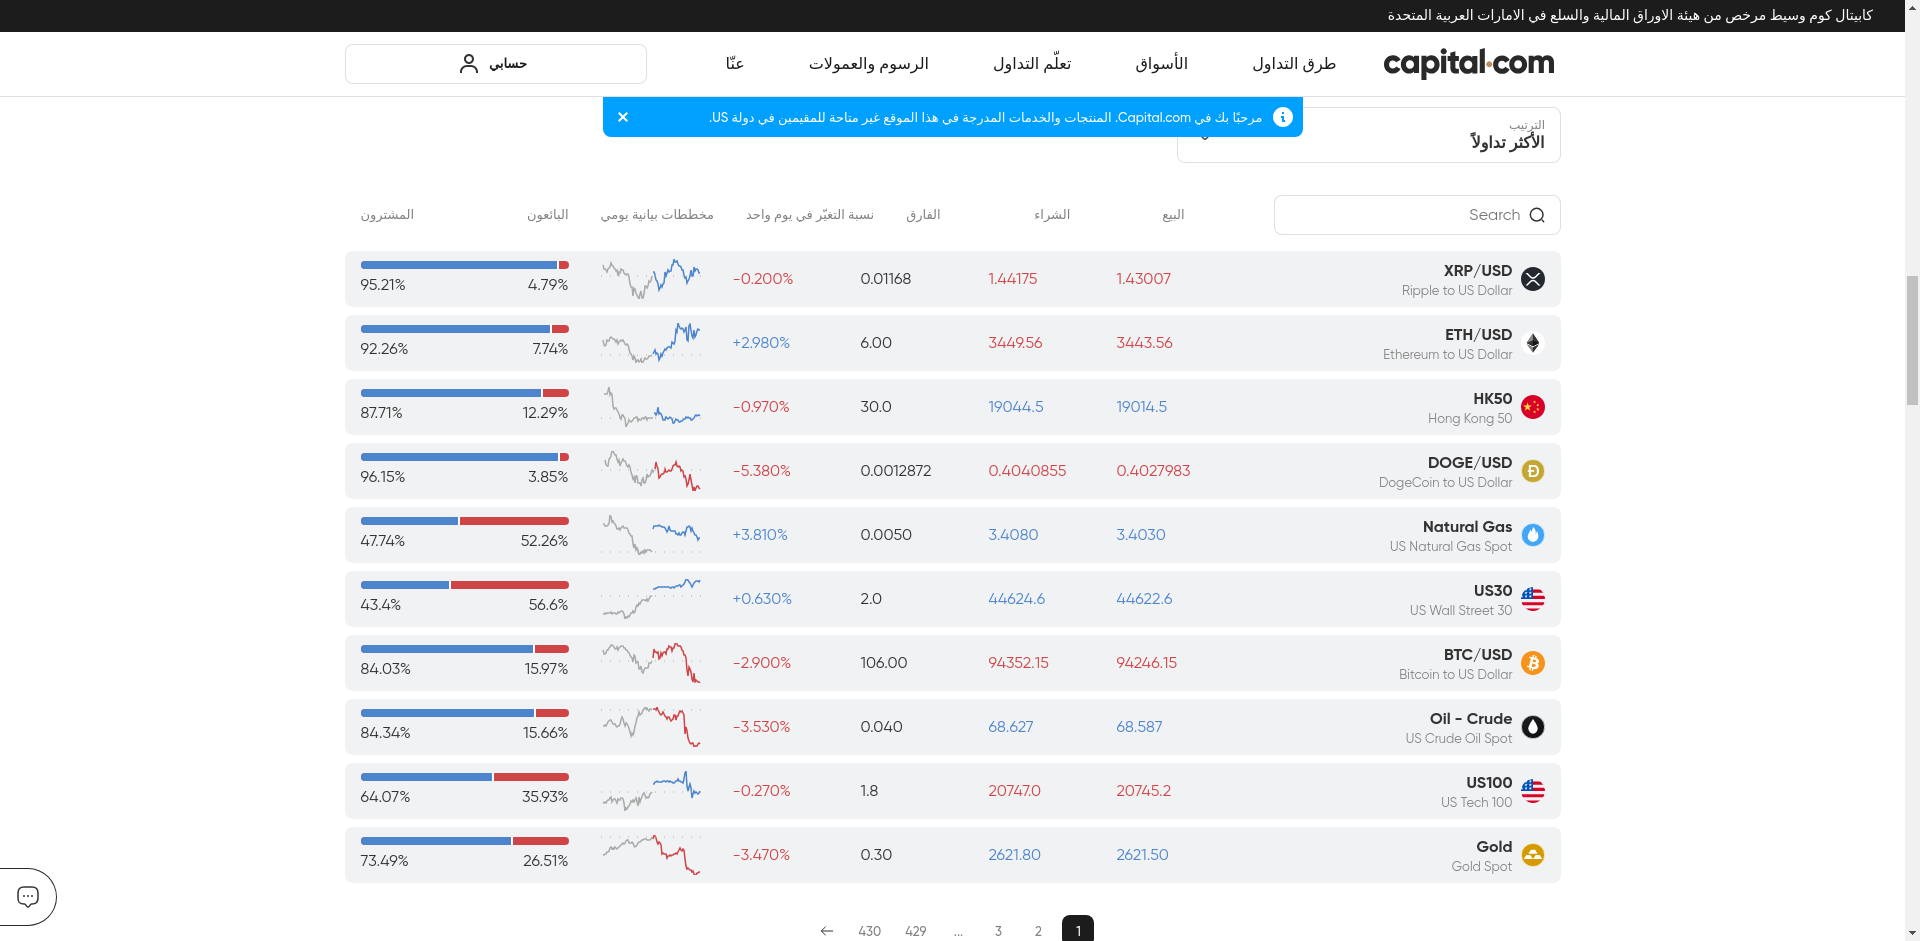 كابيتال كوم وسيط مرخص من هيئة الاوراق المالية والسلع في الامارات العربية المتحدة
capital.com
طرق التداول
الأسواق
تعلّم التداول
الرسوم والعمولات
عنّا
حسابي
مرحبًا بك في Capital.com. المنتجات والخدمات المدرجة في هذا الموقع غير متاحة للمقيمين في دولة US.
الترتيب
الأكثر تداولاً
Search
البيع
الشراء
الفارق
نسبة التغيّر في يوم واحد
مخططات بيانية يومي
البائعون
المشترون
XRP/USD
Ripple to US Dollar
1.43007
1.44175
0.01168
-0.200%
4.79%
95.21%
ETH/USD
Ethereum to US Dollar
3443.56
3449.56
6.00
+2.980%
7.74%
92.26%
HK50
Hong Kong 50
19014.5
19044.5
30.0
-0.970%
12.29%
87.71%
DOGE/USD
DogeCoin to US Dollar
0.4027983
0.4040855
0.0012872
-5.380%
3.85%
96.15%
Natural Gas
US Natural Gas Spot
3.4030
3.4080
0.0050
+3.810%
52.26%
47.74%
US30
US Wall Street 30
44622.6
44624.6
2.0
+0.630%
56.6%
43.4%
BTC/USD
Bitcoin to US Dollar
94246.15
94352.15
106.00
-2.900%
15.97%
84.03%
Oil - Crude
US Crude Oil Spot
68.587
68.627
0.040
-3.530%
15.66%
84.34%
US100
US Tech 100
20745.2
20747.0
1.8
-0.270%
35.93%
64.07%
Gold
Gold Spot
2621.50
2621.80
0.30
-3.470%
26.51%
73.49%
1
2
3
...
429
430